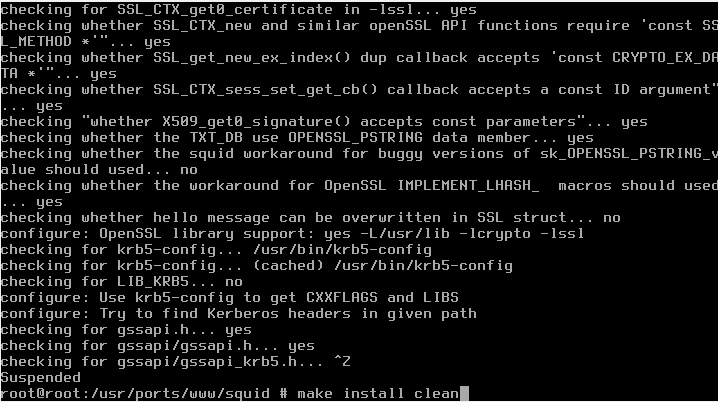 checking for SSL_CTX_get0_certificate in -lssl... yes
checking whether SSL_CTX_new and similar openSSL API functions require 'const SS
L_METHOD *'"... yes
checking whether SSL_get_new_ex_index() dup callback accepts 'const CRYPTO_EX_DA
TA *'"... yes
checking whether SSL_CTX_sess_set_get_cb() callback accepts a const ID argument"
... yes
checking "whether X509_get0_signature() accepts const parameters"... yes
checking whether the TXT_DB use OPENSSL_PSTRING data member... yes
checking whether the squid workaround for buggy versions of sk_OPENSSL_PSTRING_v
alue should used... no
checking whether the workaround for OpenSSL IMPLEMENT_LHASH_  macros should used
... yes
checking whether hello message can be overwritten in SSL struct... no
configure: OpenSSL library support: yes -L/usr/lib -lcrypto -lssl
checking for krb5-config... /usr/bin/krb5-config
checking for krb5-config... (cached) /usr/bin/krb5-config
checking for LIB_KRB5... no
configure: Use krb5-config to get CXXFLAGS and LIBS
configure: Try to find Kerberos headers in given path
checking for gssapi.h... yes
checking for gssapi/gssapi.h... yes
checking for gssapi/gssapi_krb5.h... ^Z
Suspended
root@root:/usr/ports/www/squid # make install clean